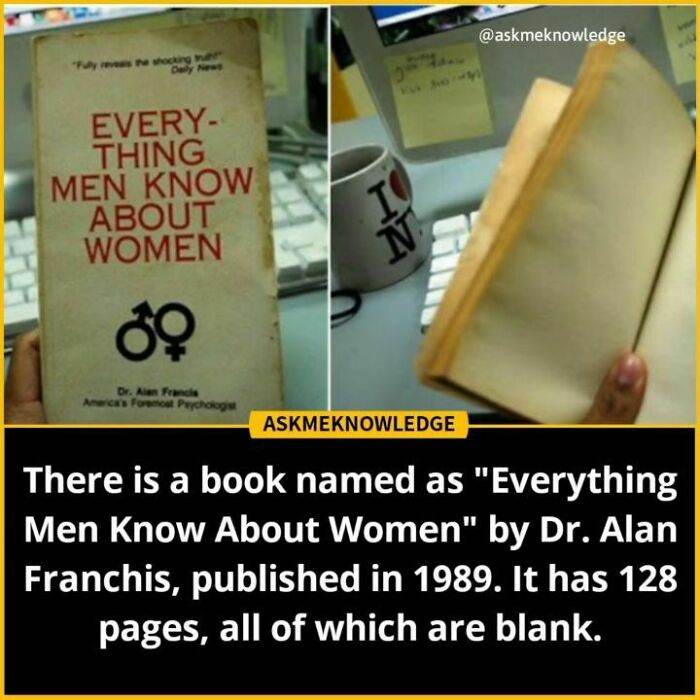 @askmeknowledge
"Fully reveals the shocking truth!"
Daily News
EVERY-
THING
MEN KNOW
ABOUT
WOMEN
Dr. Alan Francis
America's Foremost Psychologist
I
N
ASKMEKNOWLEDGE
There is a book named as "Everything
Men Know About Women" by Dr. Alan
Franchis, published in 1989. It has 128
pages, all of which are blank.